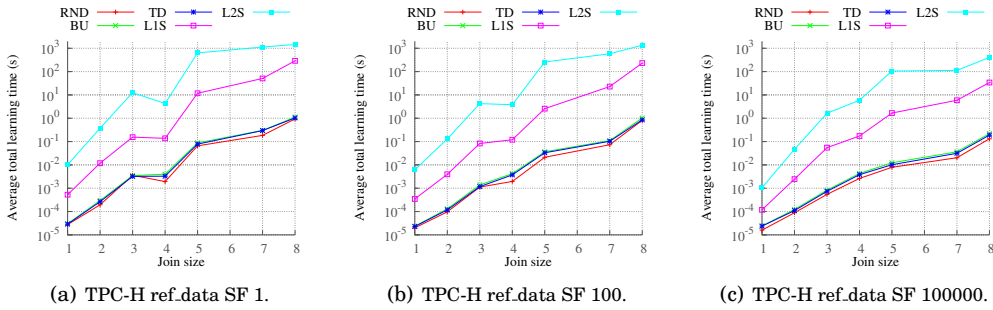 RND TD L2S
BU L1S
Average total learning time (s)
10^3
10^2
10^1
10^0
10^-1
10^-2
10^-3
10^-4
10^-5
1 2 3 4 5 7 8
Join size
(a) TPC-H ref_data SF 1.
RND TD L2S
BU L1S
Average total learning time (s)
10^3
10^2
10^1
10^0
10^-1
10^-2
10^-3
10^-4
10^-5
1 2 3 4 5 7 8
Join size
(b) TPC-H ref_data SF 100.
RND TD L2S
BU L1S
Average total learning time (s)
10^3
10^2
10^1
10^0
10^-1
10^-2
10^-3
10^-4
10^-5
1 2 3 4 5 7 8
Join size
(c) TPC-H ref_data SF 100000.